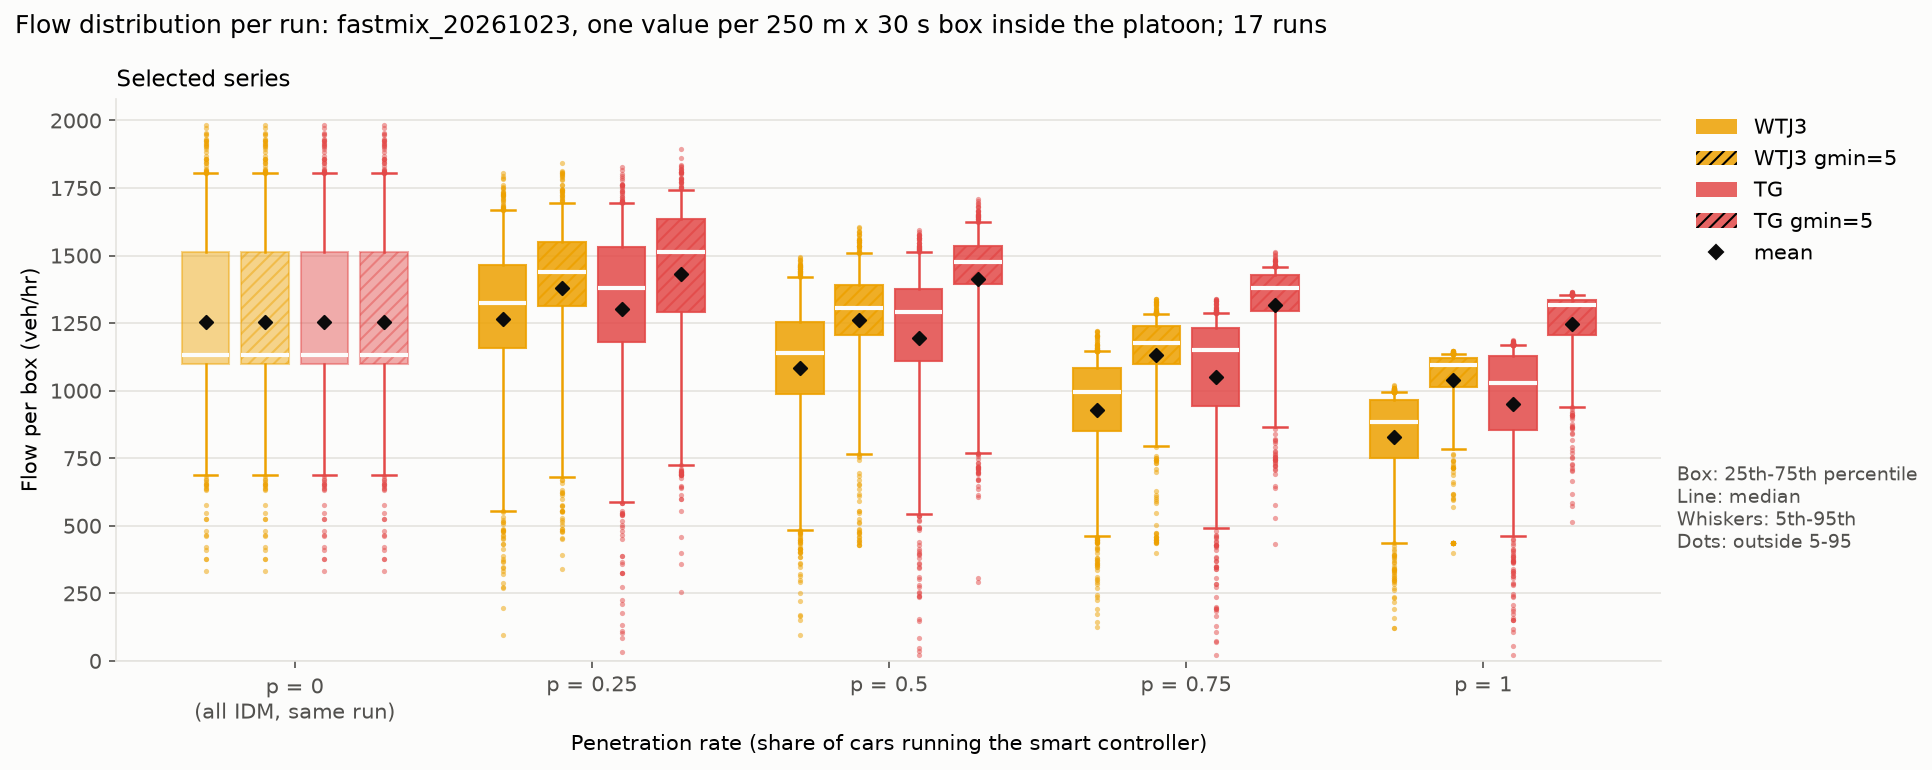 Flow distribution per run: fastmix_20261023, one value per 250 m x 30 s box inside the platoon; 17 runs
Selected series
Flow per box (veh/hr)
2000
1750
1500
1250
1000
750
500
250
0
p = 0
(all IDM, same run)
p = 0.25
p = 0.5
p = 0.75
p = 1
Penetration rate (share of cars running the smart controller)
WTJ3
WTJ3 gmin=5
TG
TG gmin=5
mean
Box: 25th-75th percentile
Line: median
Whiskers: 5th-95th
Dots: outside 5-95